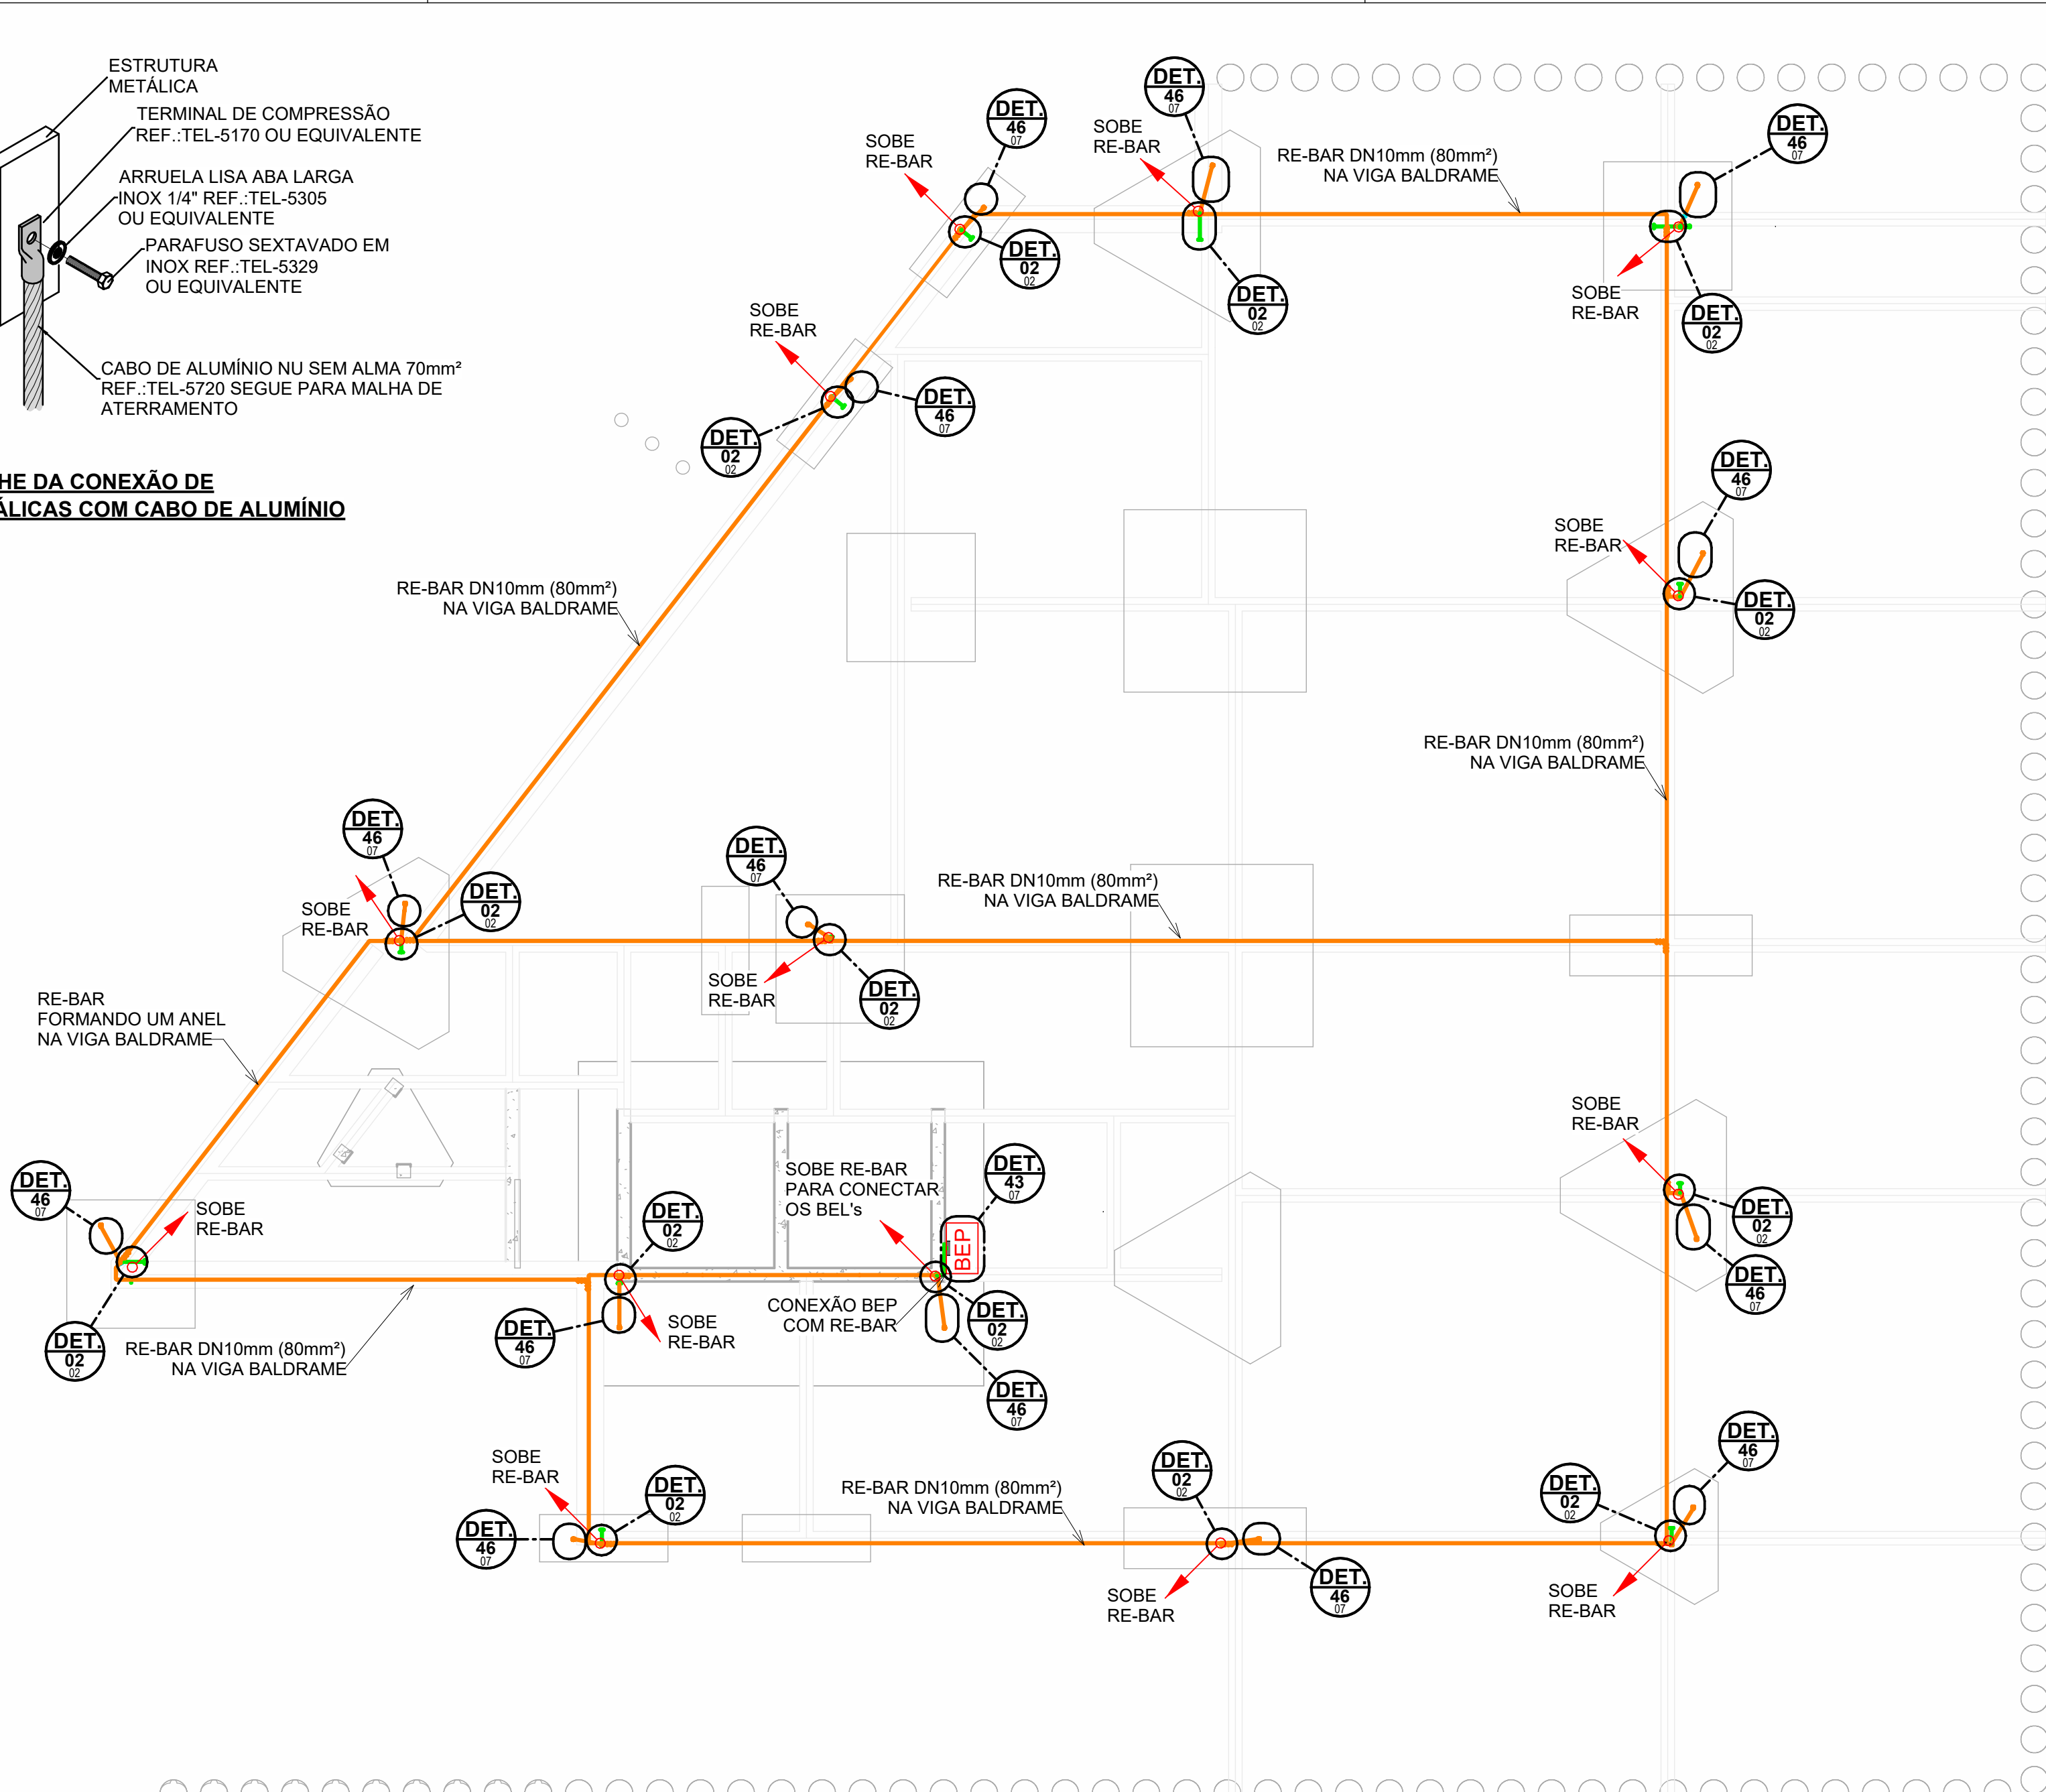 ESTRUTURA
METÁLICA
TERMINAL DE COMPRESSÃO
REF.:TEL-5170 OU EQUIVALENTE
ARRUELA LISA ABA LARGA
INOX 1/4" REF.:TEL-5305
OU EQUIVALENTE
PARAFUSO SEXTAVADO EM
INOX REF.:TEL-5329
OU EQUIVALENTE
CABO DE ALUMÍNIO NU SEM ALMA 70mm²
REF.:TEL-5720 SEGUE PARA MALHA DE
ATERRAMENTO
HE DA CONEXÃO DE
ÁLICAS COM CABO DE ALUMÍNIO
DET.
46
07
SOBE
RE-BAR
DET.
02
02
DET.
46
07
SOBE
RE-BAR
DET.
02
02
RE-BAR DN10mm (80mm²)
NA VIGA BALDRAME
DET.
46
07
SOBE
RE-BAR
DET.
02
02
SOBE
RE-BAR
DET.
46
07
DET.
02
02
DET.
46
07
SOBE
RE-BAR
DET.
02
02
RE-BAR DN10mm (80mm²)
NA VIGA BALDRAME
RE-BAR DN10mm (80mm²)
NA VIGA BALDRAME
DET.
46
07
DET.
02
02
SOBE
RE-BAR
DET.
46
07
SOBE
RE-BAR
DET.
02
02
RE-BAR DN10mm (80mm²)
NA VIGA BALDRAME
RE-BAR
FORMANDO UM ANEL
NA VIGA BALDRAME
SOBE
RE-BAR
DET.
02
02
DET.
46
07
DET.
46
07
SOBE
RE-BAR
DET.
02
02
RE-BAR DN10mm (80mm²)
NA VIGA BALDRAME
DET.
02
02
DET.
46
07
SOBE
RE-BAR
SOBE RE-BAR
PARA CONECTAR
OS BEL's
DET.
43
07
BEP
CONEXÃO BEP
COM RE-BAR
DET.
02
02
DET.
46
07
SOBE
RE-BAR
DET.
02
02
DET.
46
07
RE-BAR DN10mm (80mm²)
NA VIGA BALDRAME
DET.
02
02
SOBE
RE-BAR
DET.
46
07
DET.
02
02
DET.
46
07
SOBE
RE-BAR